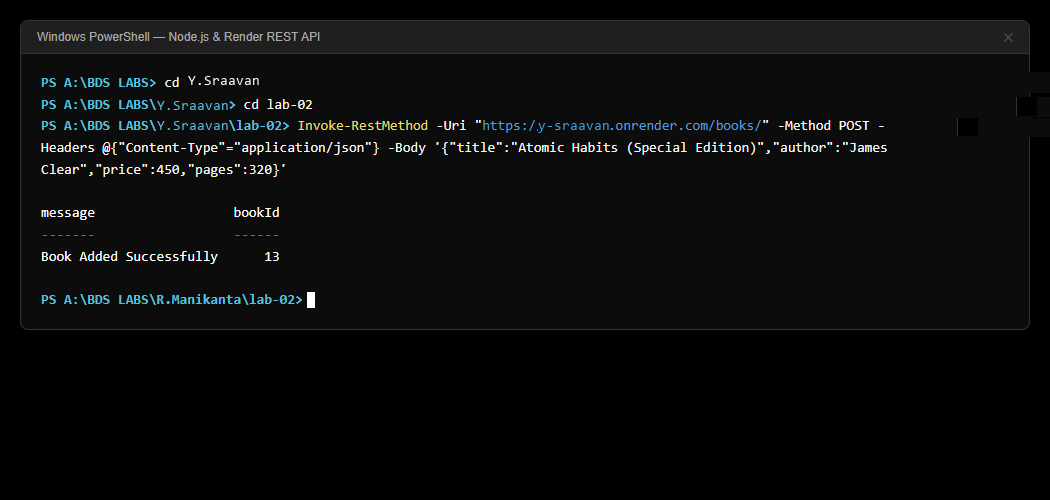 Windows PowerShell — Node.js & Render REST API
PS A:\BDS LABS> cd Y.Sraavan
PS A:\BDS LABS\Y.Sraavan> cd lab-02
PS A:\BDS LABS\Y.Sraavan\lab-02> Invoke-RestMethod -Uri "https:/y-sraavan.onrender.com/books/" -Method POST -
Headers @{"Content-Type"="application/json"} -Body '{"title":"Atomic Habits (Special Edition)","author":"James
Clear","price":450,"pages":320}'
message bookId
------- ------
Book Added Successfully 13
PS A:\BDS LABS\R.Manikanta\lab-02>